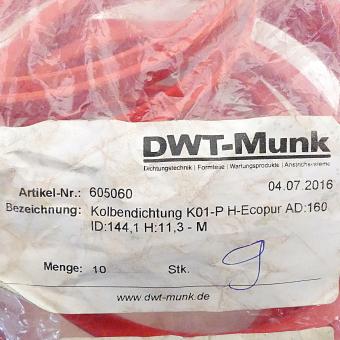 DWT-Munk
Dichtungstechnik | Formteile | Wartungsprodukte | Anstrichsysteme
Artikel-Nr.: 605060 04.07.2016
Bezeichnung: Kolbendichtung K01-P H-Ecopur AD:160
ID:144,1 H:11,3 - M
Menge: 10 Stk. 9
www.dwt-munk.de